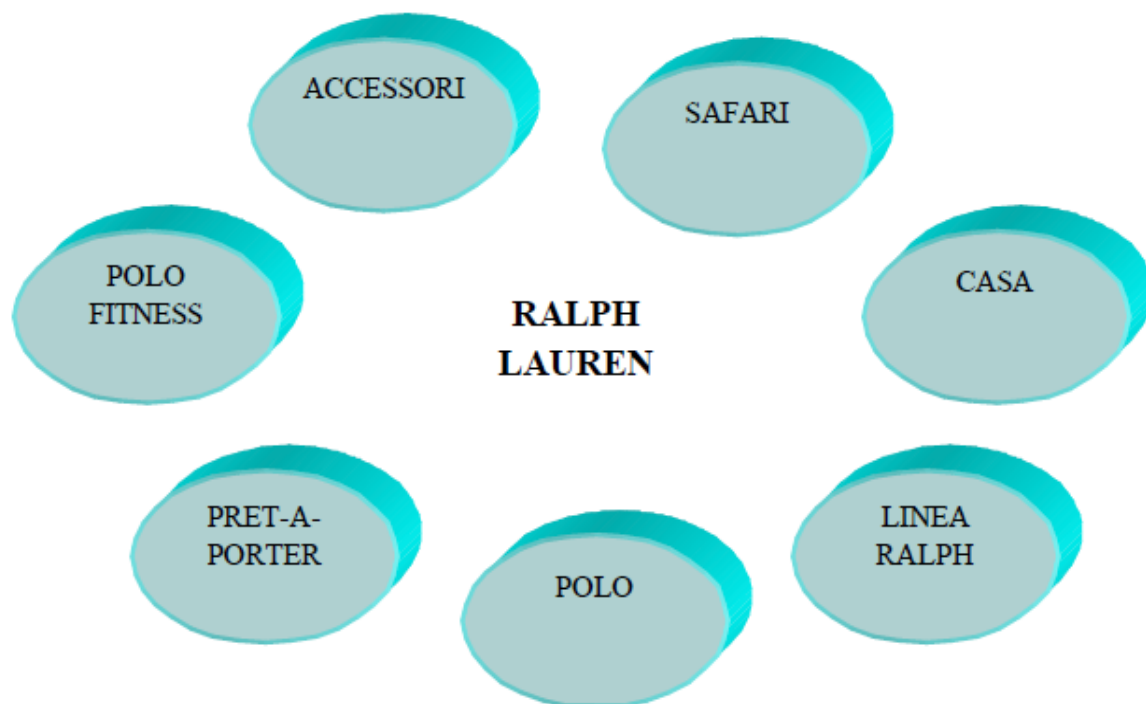 ACCESSORI
SAFARI
POLO
FITNESS
CASA
RALPH
LAUREN
PRET-A-
PORTER
LINEA
RALPH
POLO